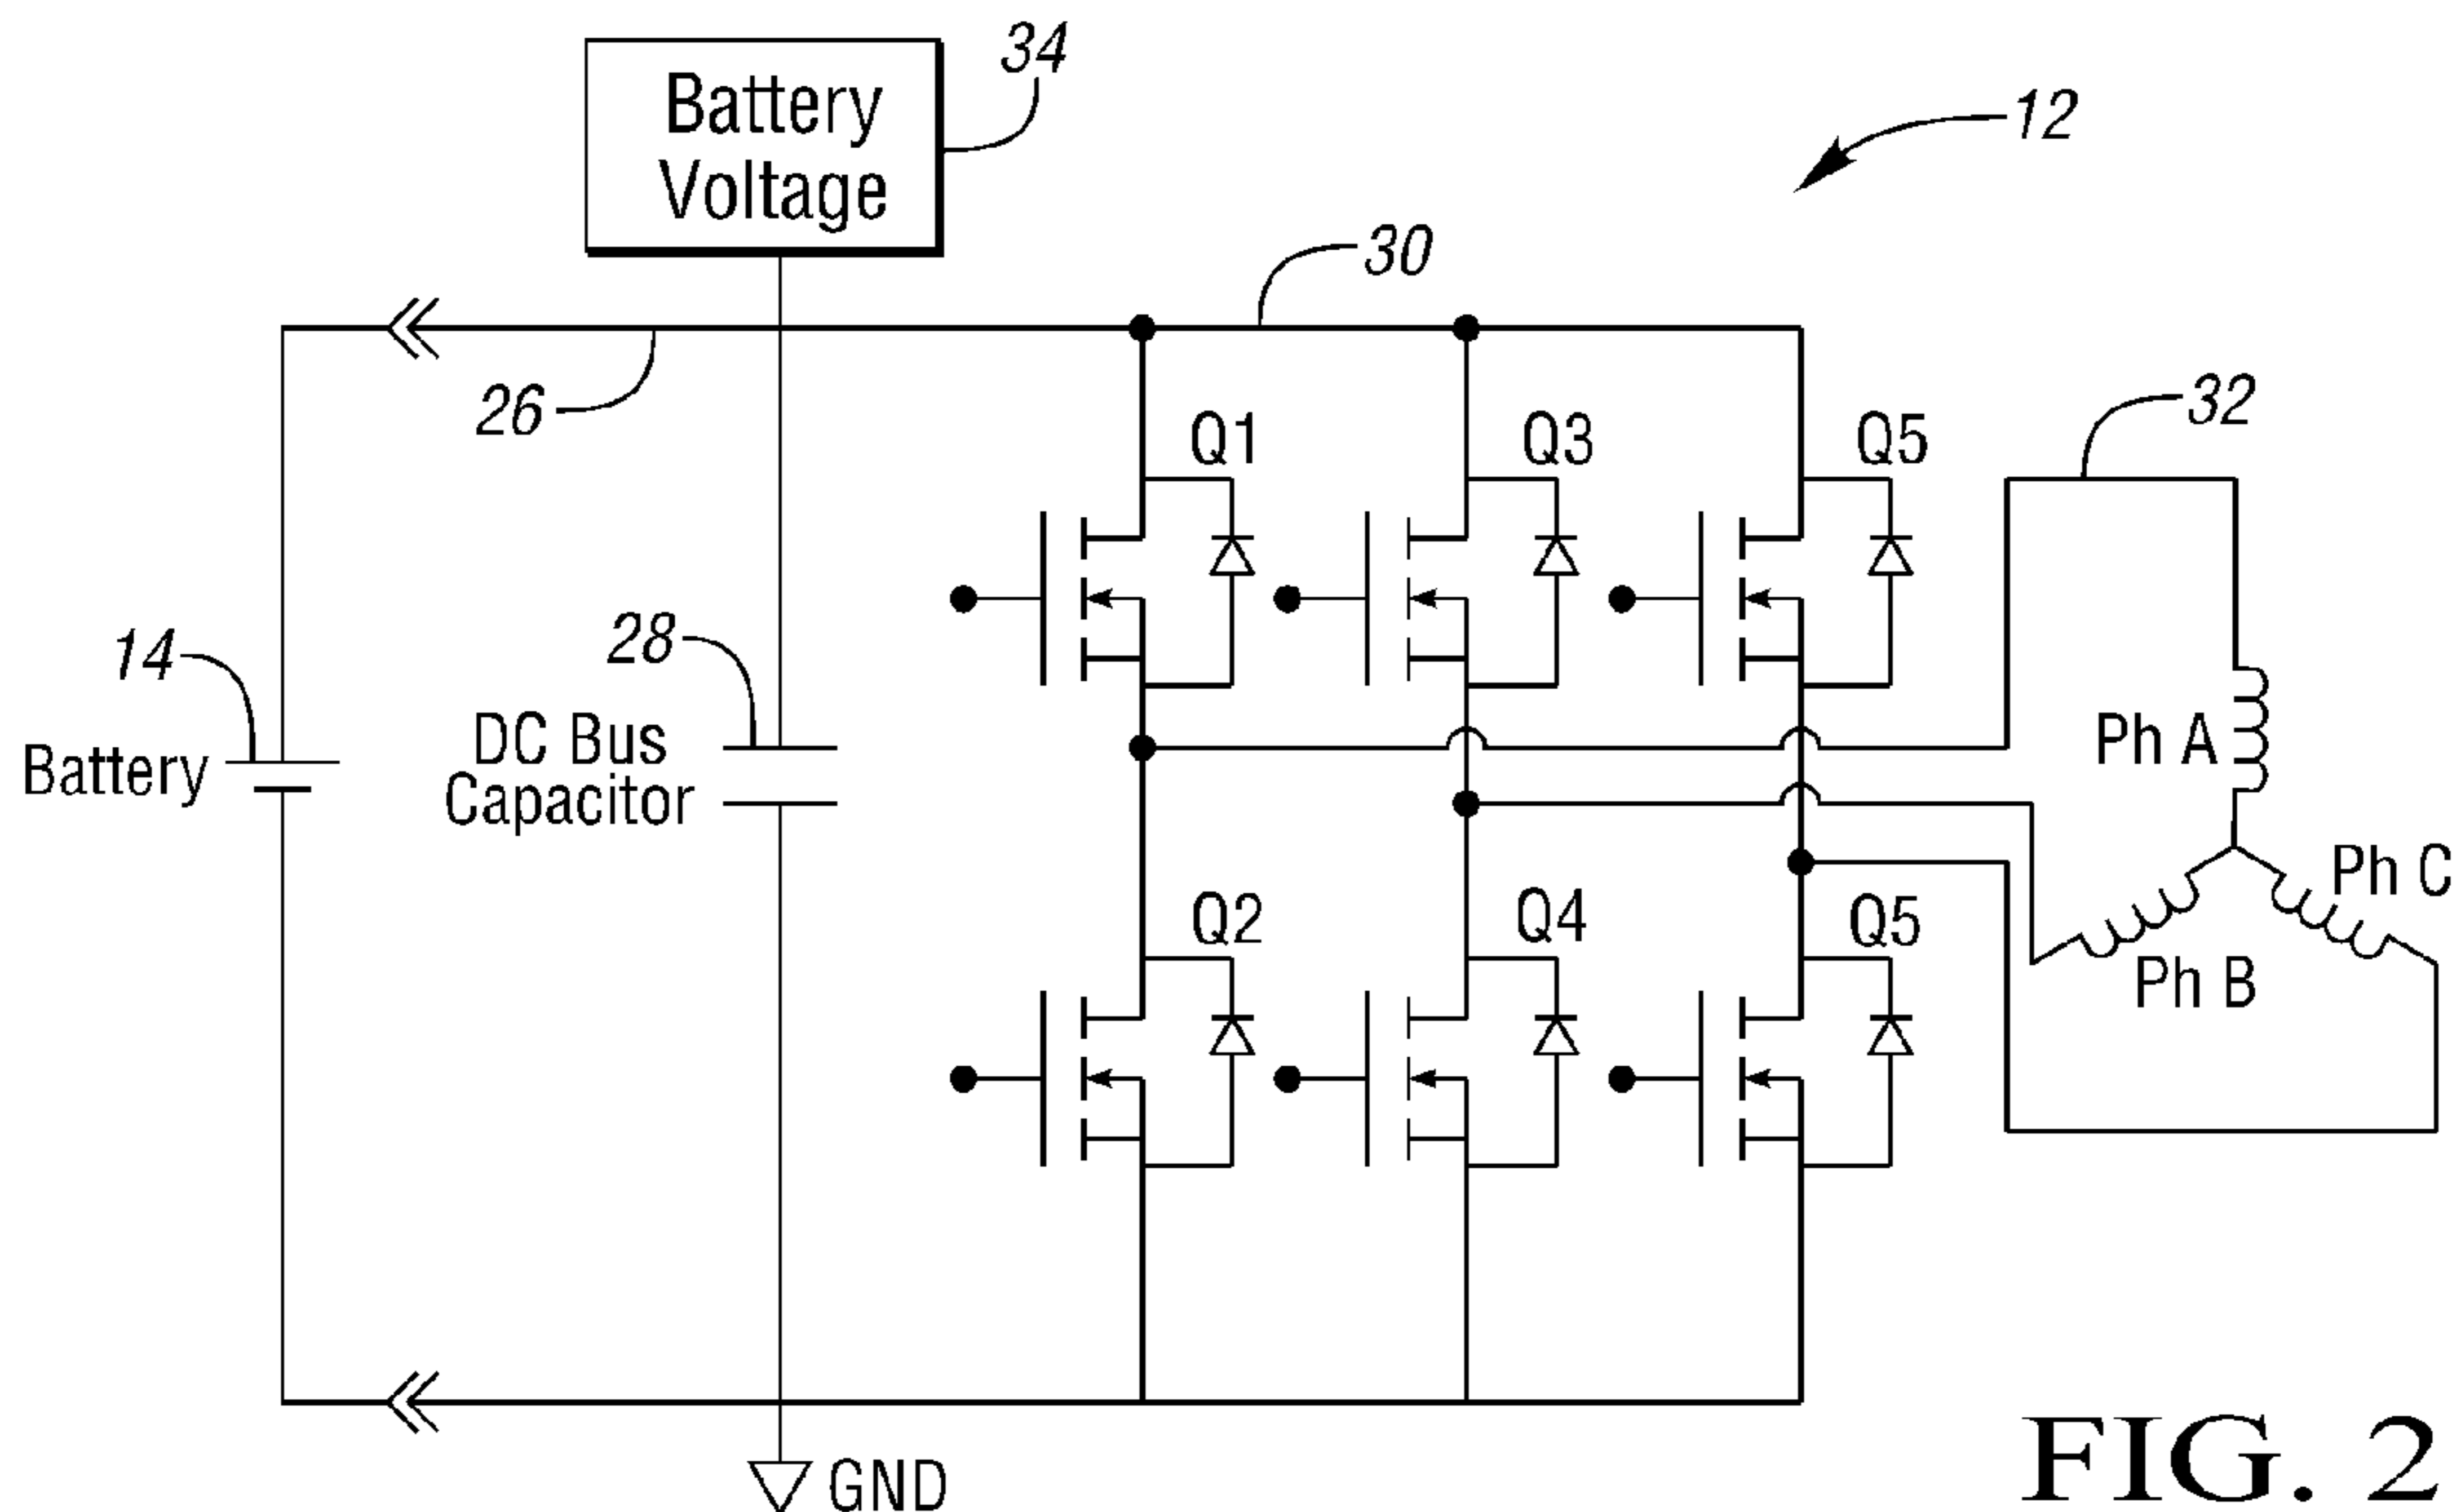 Battery
Voltage
34
12
30
26
32
Q1
Q3
Q5
14
28
Battery
DC Bus
Capacitor
Ph A
Ph C
Q2
Q4
Q5
Ph B
GND
FIG. 2